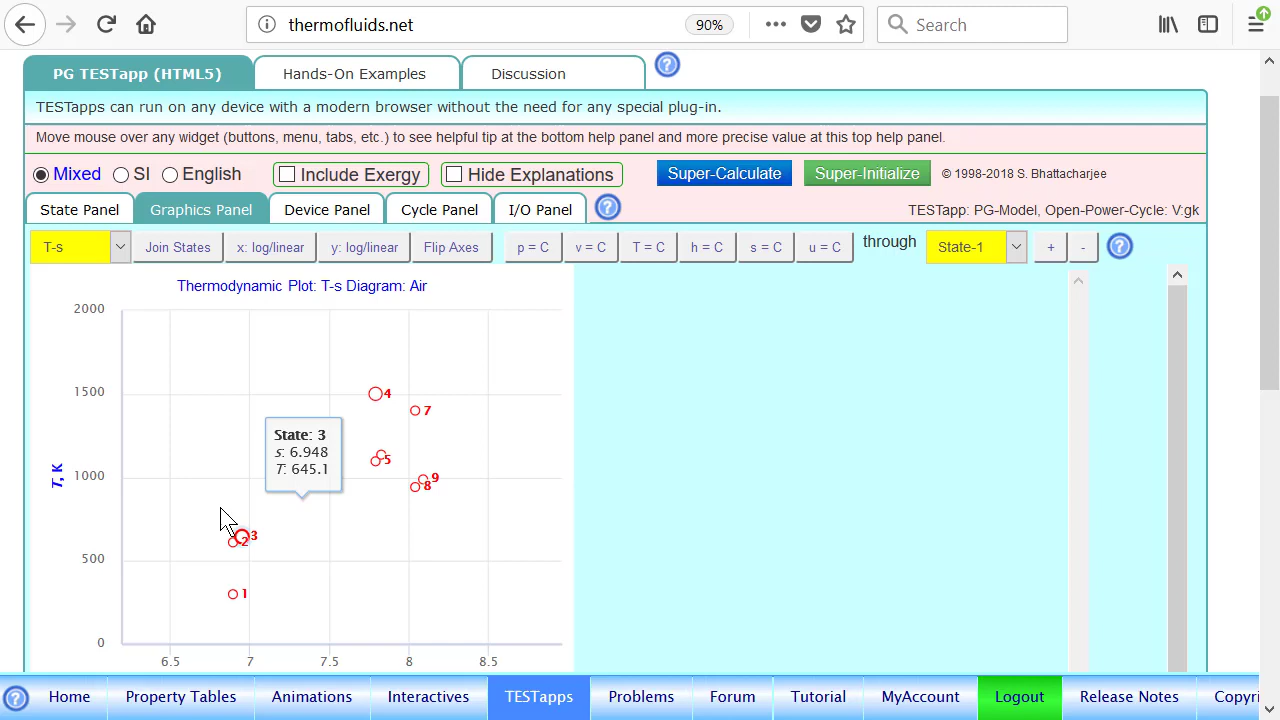 thermofluids.net
90%
Search
PG TESTapp (HTML5)
Hands-On Examples
Discussion
TESTapps can run on any device with a modern browser without the need for any special plug-in.
Move mouse over any widget (buttons, menu, tabs, etc.) to see helpful tip at the bottom help panel and more precise value at this top help panel.
Mixed
SI
English
Include Exergy
Hide Explanations
Super-Calculate
Super-Initialize
© 1998-2018 S. Bhattacharjee
State Panel
Graphics Panel
Device Panel
Cycle Panel
I/O Panel
TESTapp: PG-Model, Open-Power-Cycle: V:gk
T-s
Join States
x: log/linear
y: log/linear
Flip Axes
p = C
v = C
T = C
h = C
s = C
u = C
through
State-1
+
-
Thermodynamic Plot: T-s Diagram: Air
2000
1500
1000
500
0
T, K
4
7
5
9
8
3
2
1
State: 3
s: 6.948
T: 645.1
6.5
7
7.5
8
8.5
Home
Property Tables
Animations
Interactives
TESTapps
Problems
Forum
Tutorial
MyAccount
Logout
Release Notes
Copyri